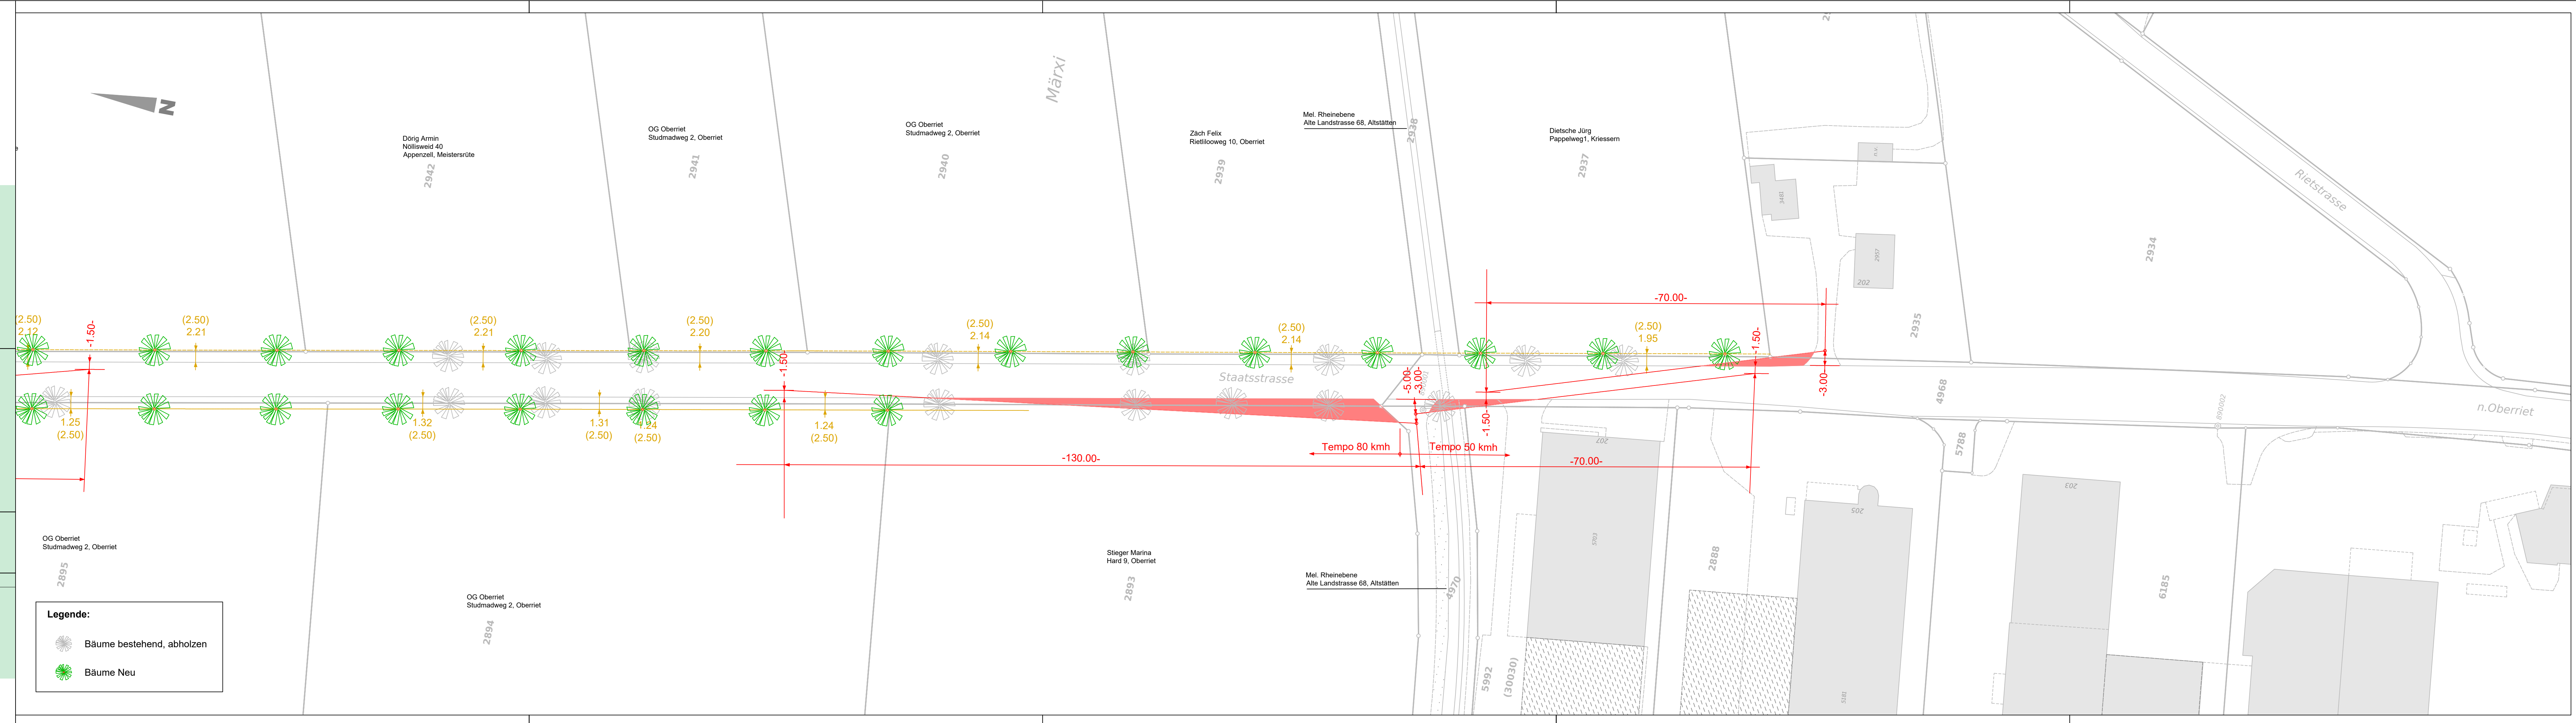 N
Märxi
Dörig Armin
Nöllisweid 40
Appenzell, Meistersrüte
2942
OG Oberriet
Studmadweg 2, Oberriet
2941
OG Oberriet
Studmadweg 2, Oberriet
2940
Zäch Felix
Rietlilooweg 10, Oberriet
2939
Mel. Rheinebene
Alte Landstrasse 68, Altstätten
2938
Dietsche Jürg
Pappelweg1, Kriessern
2937
3481
2997
202
2935
2934
Rietstrasse
(2.50)
2.12
-1.50-
(2.50)
2.21
(2.50)
2.21
(2.50)
2.20
-1.50-
(2.50)
2.14
(2.50)
2.14
-70.00-
(2.50)
1.95
-1.50-
-3.00-
Staatsstrasse
-5.00-
-3.00-
-1.50-
4968
n.Oberriet
890002
1.25
(2.50)
1.32
(2.50)
1.31
(2.50)
1.24
(2.50)
1.24
(2.50)
Tempo 80 kmh
Tempo 50 kmh
-130.00-
-70.00-
207
5788
203
205
OG Oberriet
Studmadweg 2, Oberriet
2895
OG Oberriet
Studmadweg 2, Oberriet
2894
Stieger Marina
Hard 9, Oberriet
2893
Mel. Rheinebene
Alte Landstrasse 68, Altstätten
4970
2888
6185
5992
(30030)
Legende:
Bäume bestehend, abholzen
Bäume Neu